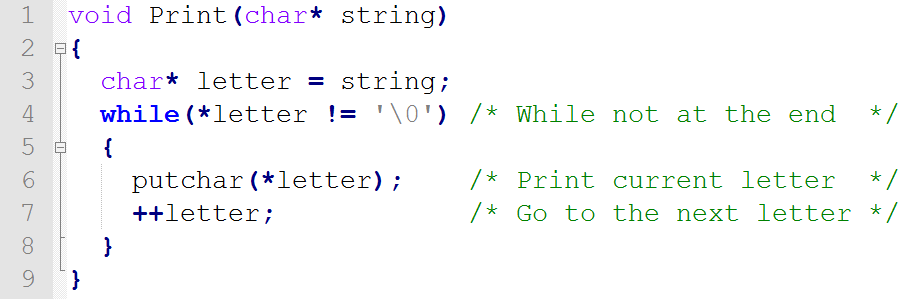 1 void Print(char* string)
2 {
3   char* letter = string;
4   while(*letter != '\0') /* While not at the end  */
5   {
6     putchar(*letter);    /* Print current letter  */
7     ++letter;            /* Go to the next letter */
8   }
9 }